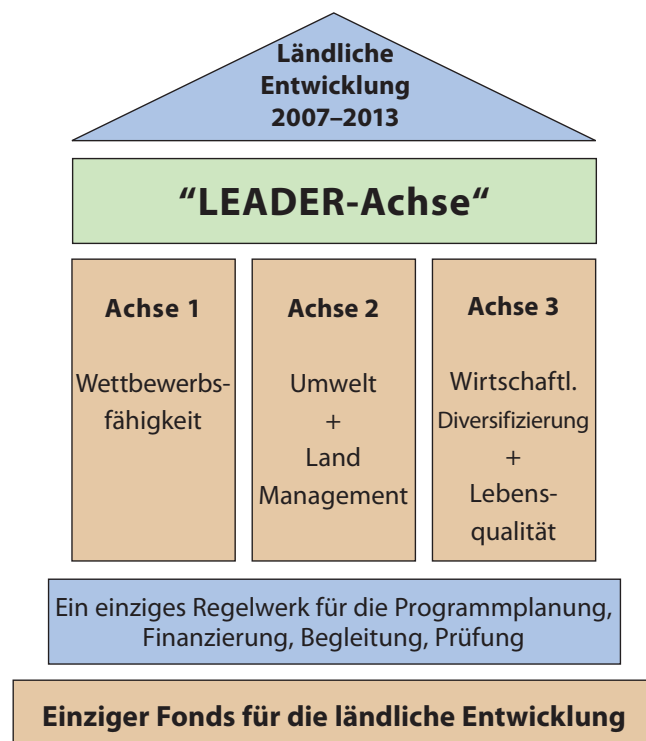 Ländliche
Entwicklung
2007–2013
“LEADER-Achse“
Achse 1
Wettbewerbs-
fähigkeit
Achse 2
Umwelt
+
Land
Management
Achse 3
Wirtschaftl.
Diversifizierung
+
Lebens-
qualität
Ein einziges Regelwerk für die Programmplanung,
Finanzierung, Begleitung, Prüfung
Einziger Fonds für die ländliche Entwicklung